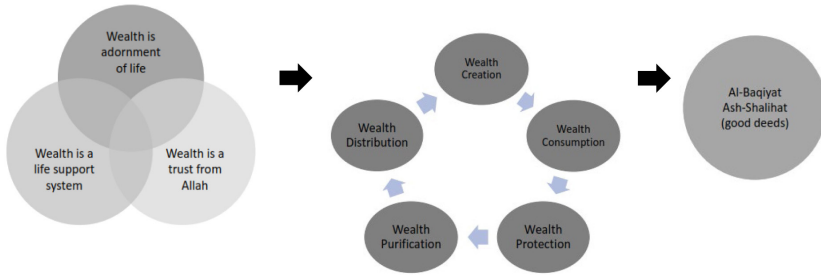 Wealth is
adornment
of life
Wealth is a
life support
system
Wealth is a
trust from
Allah
Wealth
Creation
Wealth
Consumption
Wealth
Protection
Wealth
Purification
Wealth
Distribution
Al-Baqiyat
Ash-Shalihat
(good deeds)